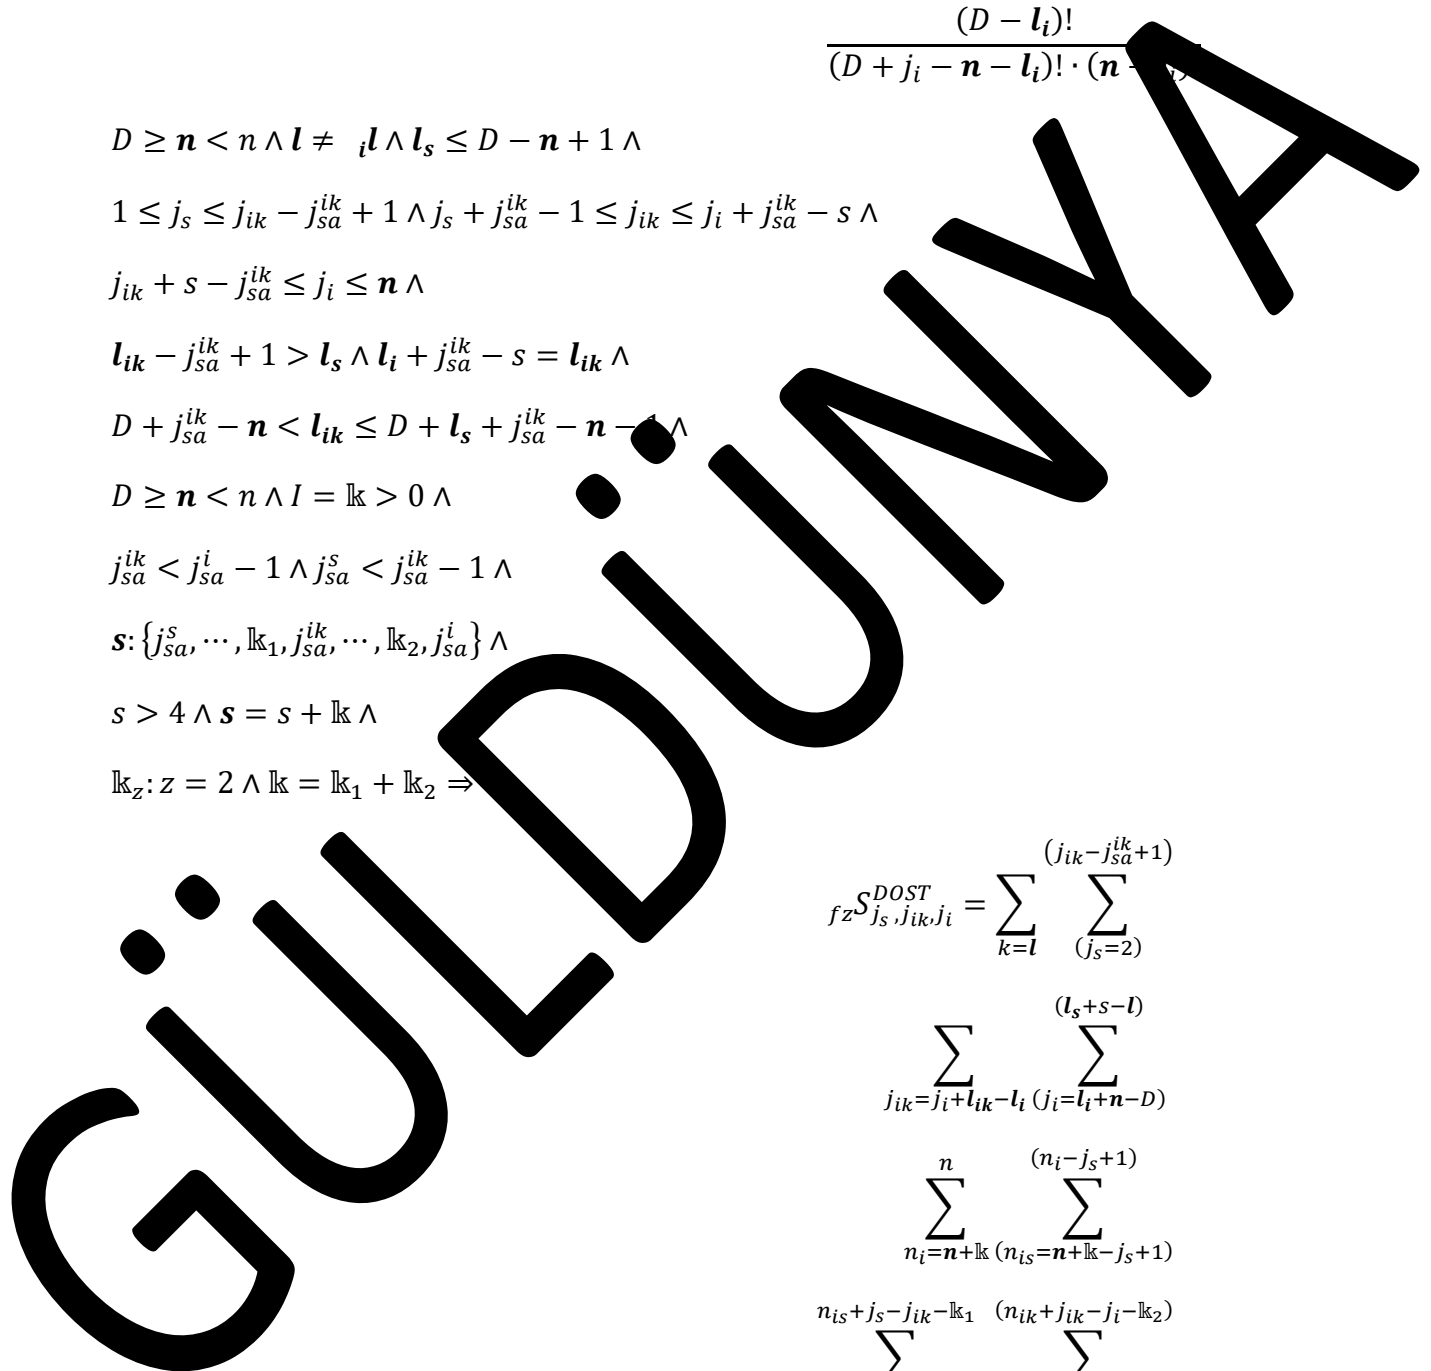 (D − l_i)!
(D + j_i − n − l_i)! · (n
D ≥ n < n ∧ l ≠ _il ∧ l_s ≤ D − n + 1 ∧
1 ≤ j_s ≤ j_ik − j_sa^ik + 1 ∧ j_s + j_sa^ik − 1 ≤ j_ik ≤ j_i + j_sa^ik − s ∧
j_ik + s − j_sa^ik ≤ j_i ≤ n ∧
l_ik − j_sa^ik + 1 > l_s ∧ l_i + j_sa^ik − s = l_ik ∧
D + j_sa^ik − n < l_ik ≤ D + l_s + j_sa^ik − n − 1 ∧
D ≥ n < n ∧ I = 𝕜 > 0 ∧
j_sa^ik < j_sa^i − 1 ∧ j_sa^s < j_sa^ik − 1 ∧
s: {j_sa^s, ⋯, 𝕜_1, j_sa^ik, ⋯, 𝕜_2, j_sa^i} ∧
s > 4 ∧ s = s + 𝕜 ∧
𝕜_z: z = 2 ∧ 𝕜 = 𝕜_1 + 𝕜_2 ⇒
(j_ik−j_sa^ik+1)
_fzS_{j_s,j_ik,j_i}^DOST = ∑ ∑
k=l (j_s=2)
(l_s+s−l)
∑ ∑
j_ik=j_i+l_ik−l_i (j_i=l_i+n−D)
n (n_i−j_s+1)
∑ ∑
n_i=n+𝕜 (n_is=n+𝕜−j_s+1)
n_is+j_s−j_ik−𝕜_1 (n_ik+j_ik−j_i−𝕜_2)
∑ ∑
GÜLDÜNYA